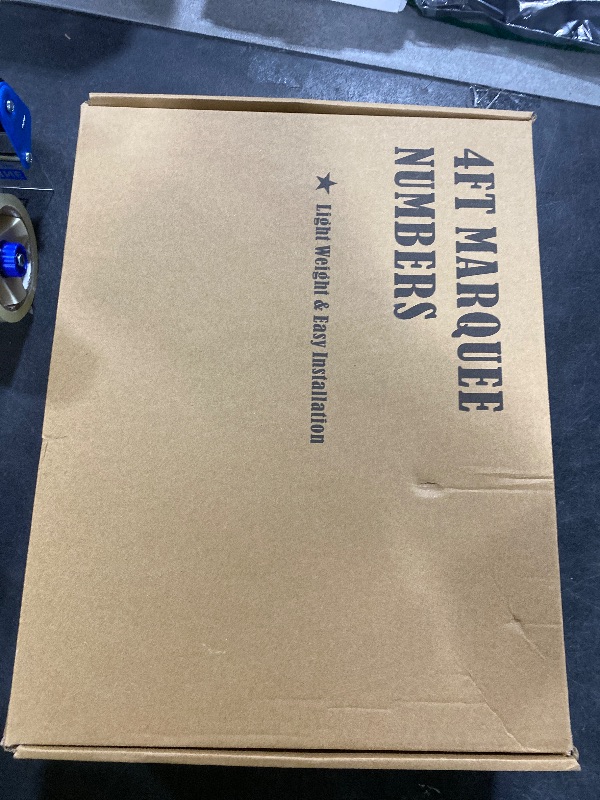 4FT MARQUEE
NUMBERS
★ Light Weight & Easy Installation